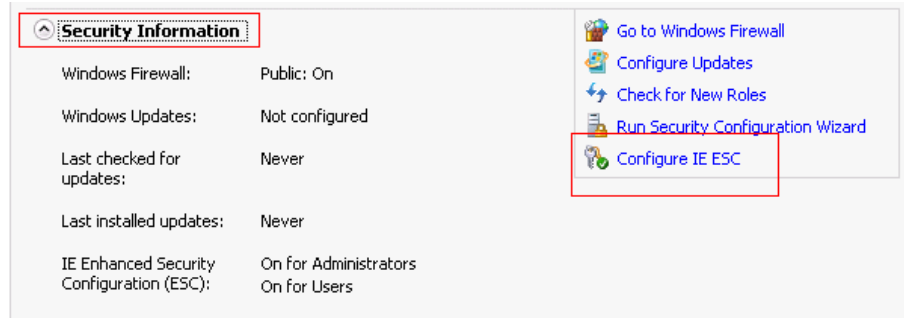 Security Information
Windows Firewall: Public: On
Windows Updates: Not configured
Last checked for Never
updates:
Last installed updates: Never
IE Enhanced Security On for Administrators
Configuration (ESC): On for Users
Go to Windows Firewall
Configure Updates
Check for New Roles
Run Security Configuration Wizard
Configure IE ESC